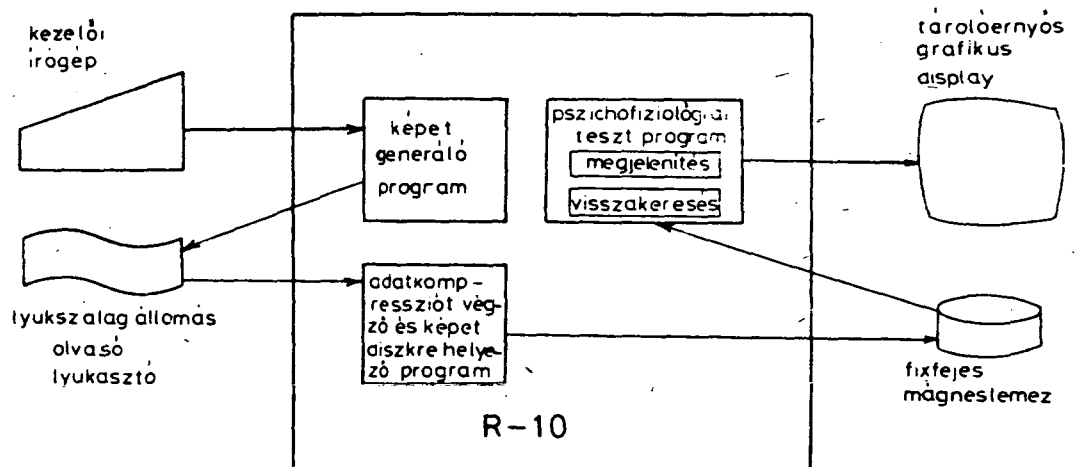 kezelői
írógép
képet
generáló
program
pszichofiziológiai
teszt program
megjelenítés
visszakeresés
tárolóernyős
grafikus
display
lyukszalag állomás
olvasó
lyukasztó
adatkomp-
ressziót vég-
ző és képet
diszkre helye-
ző program
fixfejes
mágneslemez
R-10